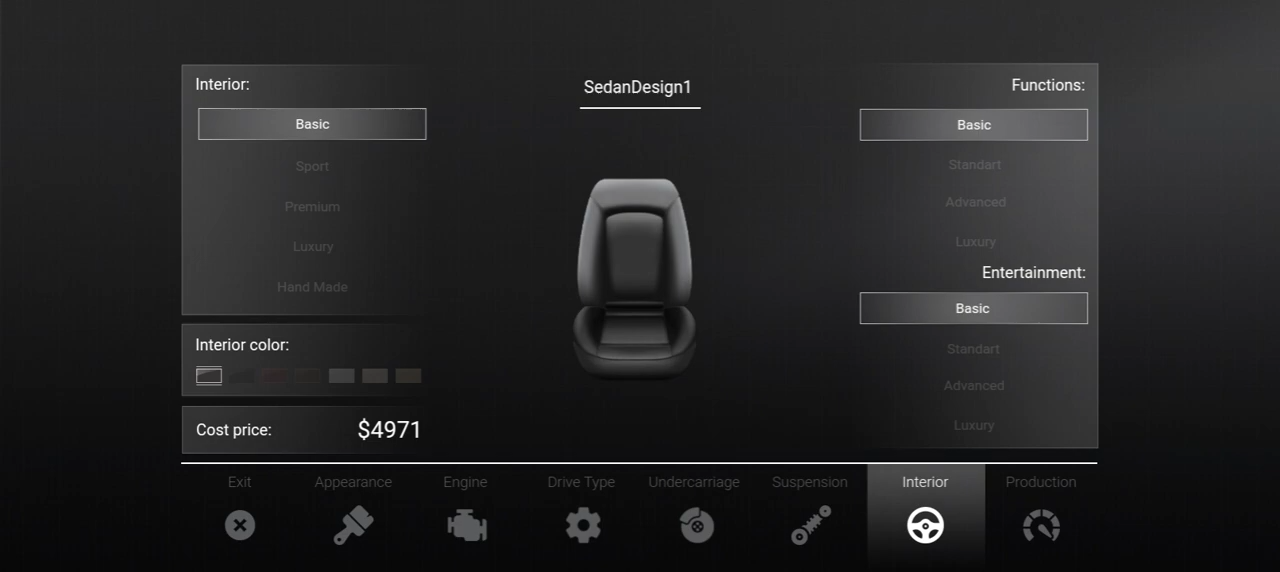 Interior:
Basic
Sport
Premium
Luxury
Hand Made
Interior color:
Cost price: $4971
SedanDesign1
Functions:
Basic
Standart
Advanced
Luxury
Entertainment:
Basic
Standart
Advanced
Luxury
Exit Appearance Engine Drive Type Undercarriage Suspension Interior Production